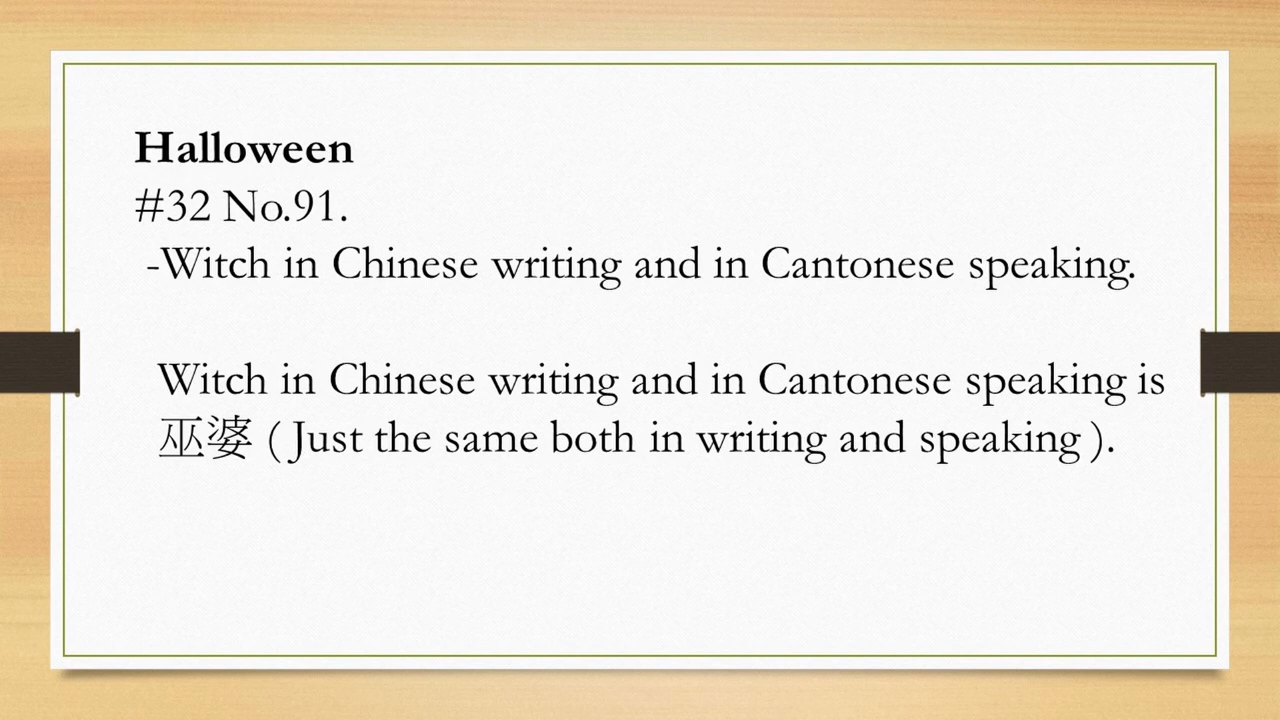 Halloween
#32 No.91.
-Witch in Chinese writing and in Cantonese speaking.
Witch in Chinese writing and in Cantonese speaking is
巫婆 ( Just the same both in writing and speaking ).